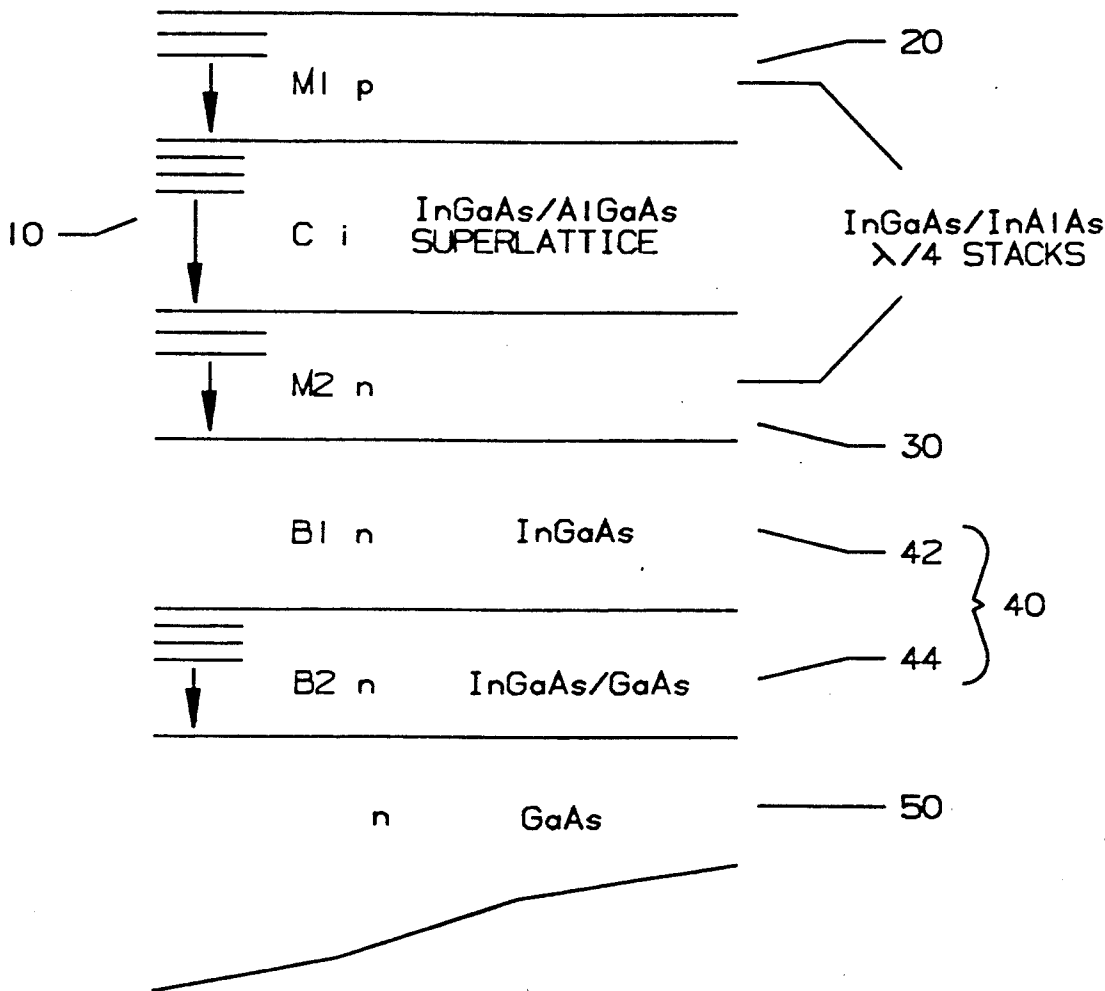 20
M1 p
10
C i
InGaAs/AlGaAs
SUPERLATTICE
InGaAs/InAlAs
λ/4 STACKS
M2 n
30
B1 n
InGaAs
42
40
44
B2 n
InGaAs/GaAs
n
GaAs
50